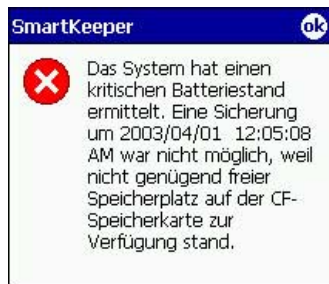 SmartKeeper ok
Das System hat einen
kritischen Batteriestand
ermittelt. Eine Sicherung
um 2003/04/01 12:05:08
AM war nicht möglich, weil
nicht genügend freier
Speicherplatz auf der CF-
Speicherkarte zur
Verfügung stand.